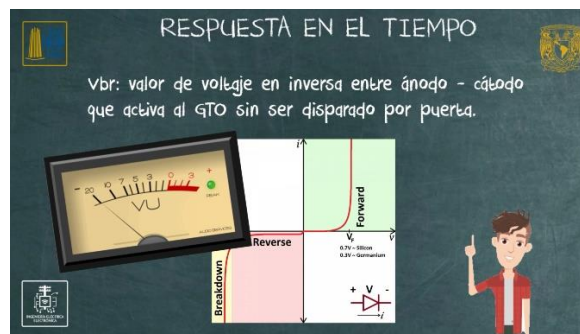 RESPUESTA EN EL TIEMPO
Vbr: valor de voltaje en inversa entre ánodo - cátodo
que activa al GTO sin ser disparado por puerta.
- 20 10 7 5 3 1 0 3 +
VU
i
Forward
Reverse
Breakdown
v
0.7V - Silicon
0.3V - Germanium
+ V -
i